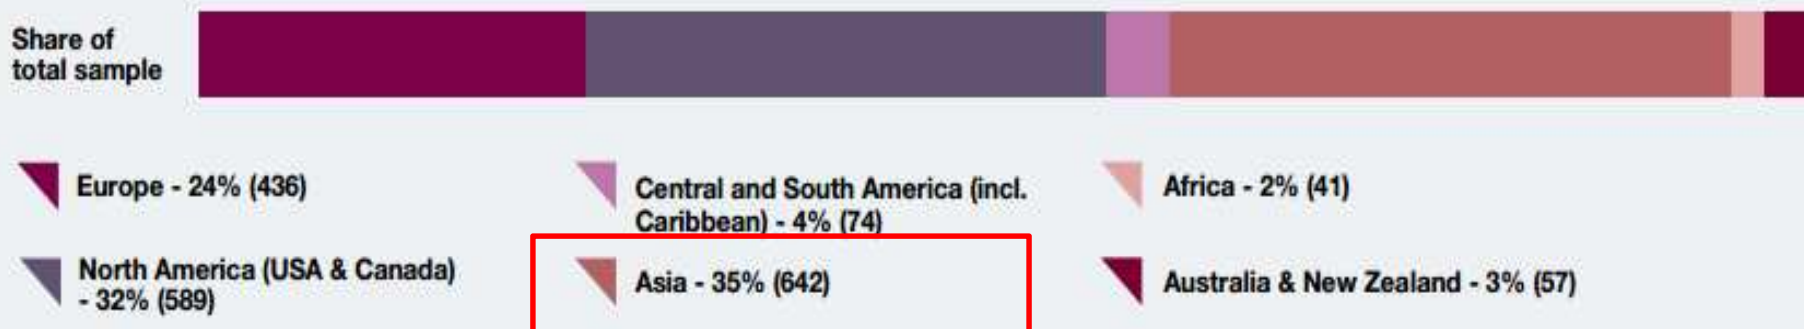 Share of
total sample
Europe - 24% (436)
North America (USA & Canada)
- 32% (589)
Central and South America (incl.
Caribbean) - 4% (74)
Asia - 35% (642)
Africa - 2% (41)
Australia & New Zealand - 3% (57)